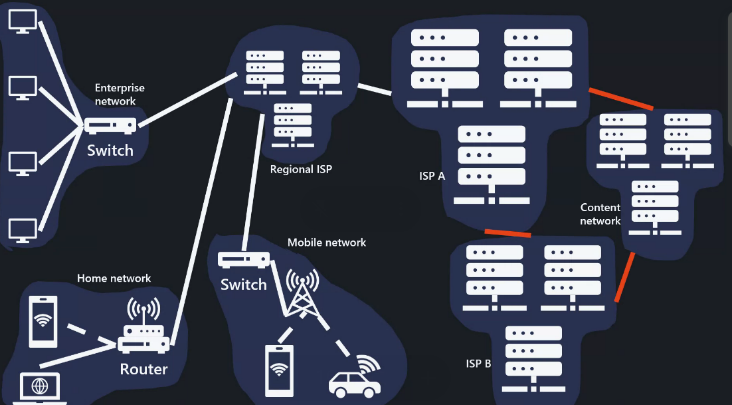 Enterprise
network
Switch
Regional ISP
ISP A
Content
network
Mobile network
Switch
Home network
Router
ISP B